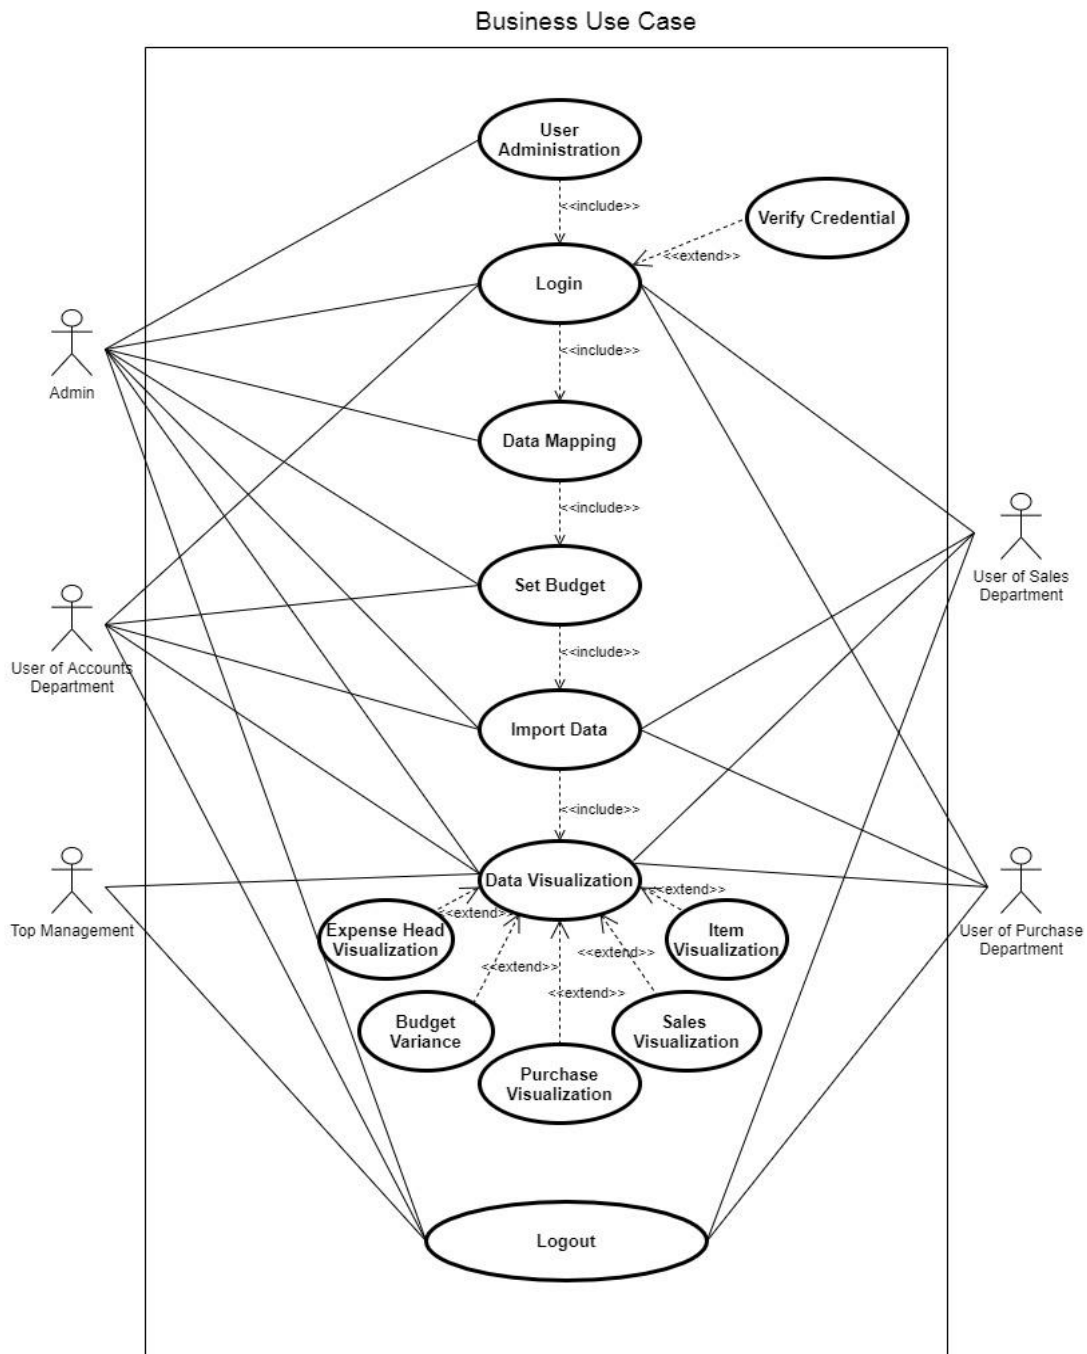 Business Use Case
User
Administration
<<include>>
Verify Credential
<<extend>>
Login
<<include>>
Admin
Data Mapping
<<include>>
User of Sales
Department
Set Budget
<<include>>
User of Accounts
Department
Import Data
<<include>>
Data Visualization
<<extend>>
<<extend>>
Top Management
Expense Head
Visualization
Item
Visualization
User of Purchase
Department
<<extend>>
<<extend>>
<<extend>>
Budget
Variance
Sales
Visualization
Purchase
Visualization
Logout